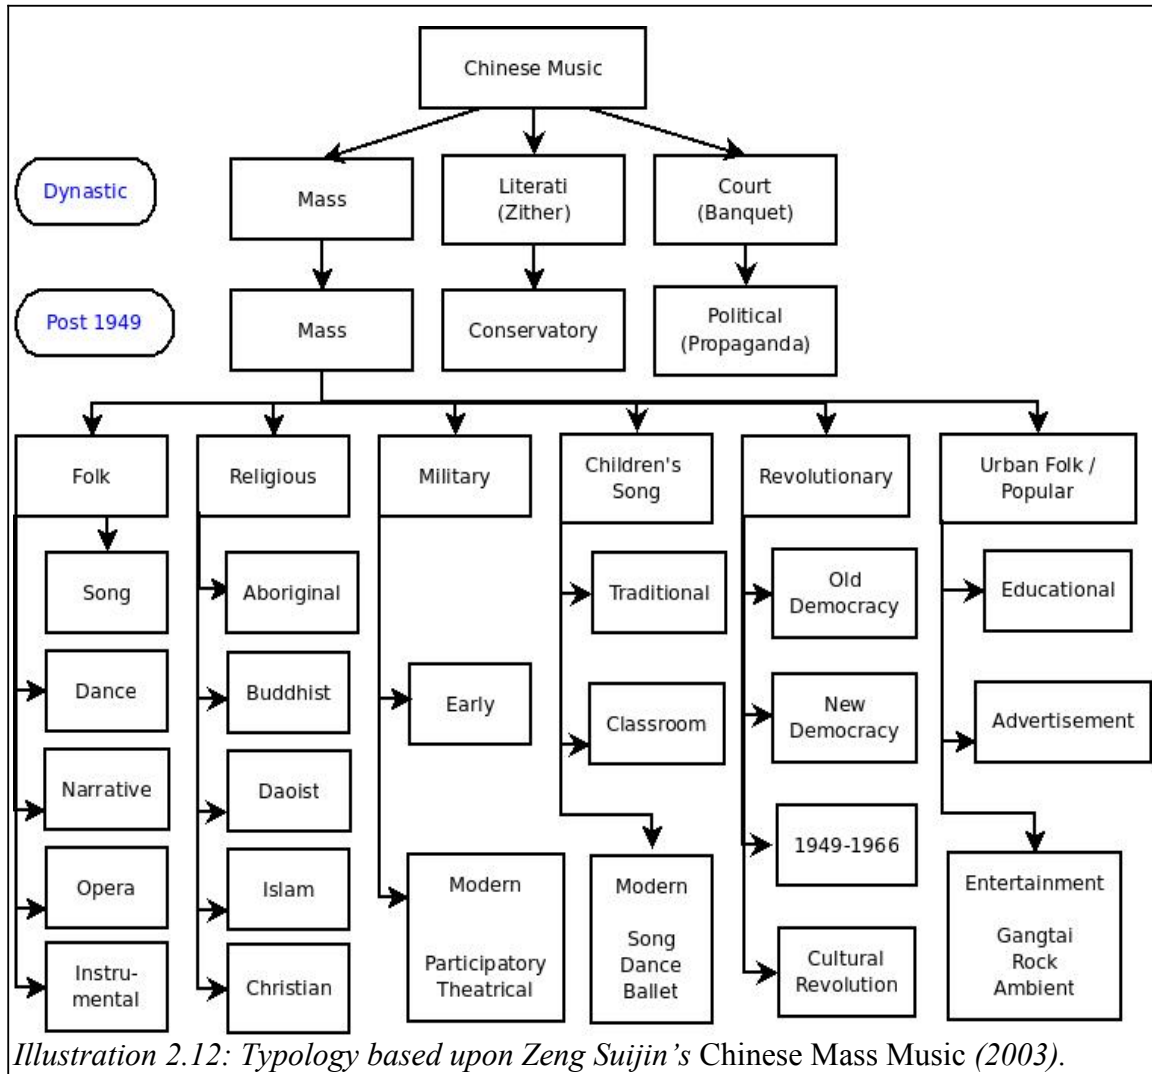 Chinese Music
Dynastic
Mass
Literati
(Zither)
Court
(Banquet)
Post 1949
Mass
Conservatory
Political
(Propaganda)
Folk
Religious
Military
Children's
Song
Revolutionary
Urban Folk /
Popular
Song
Dance
Narrative
Opera
Instru-
mental
Aboriginal
Buddhist
Daoist
Islam
Christian
Early
Modern
Participatory
Theatrical
Traditional
Classroom
Modern
Song
Dance
Ballet
Old
Democracy
New
Democracy
1949-1966
Cultural
Revolution
Educational
Advertisement
Entertainment
Gangtai
Rock
Ambient
Illustration 2.12: Typology based upon Zeng Suijin’s Chinese Mass Music (2003).